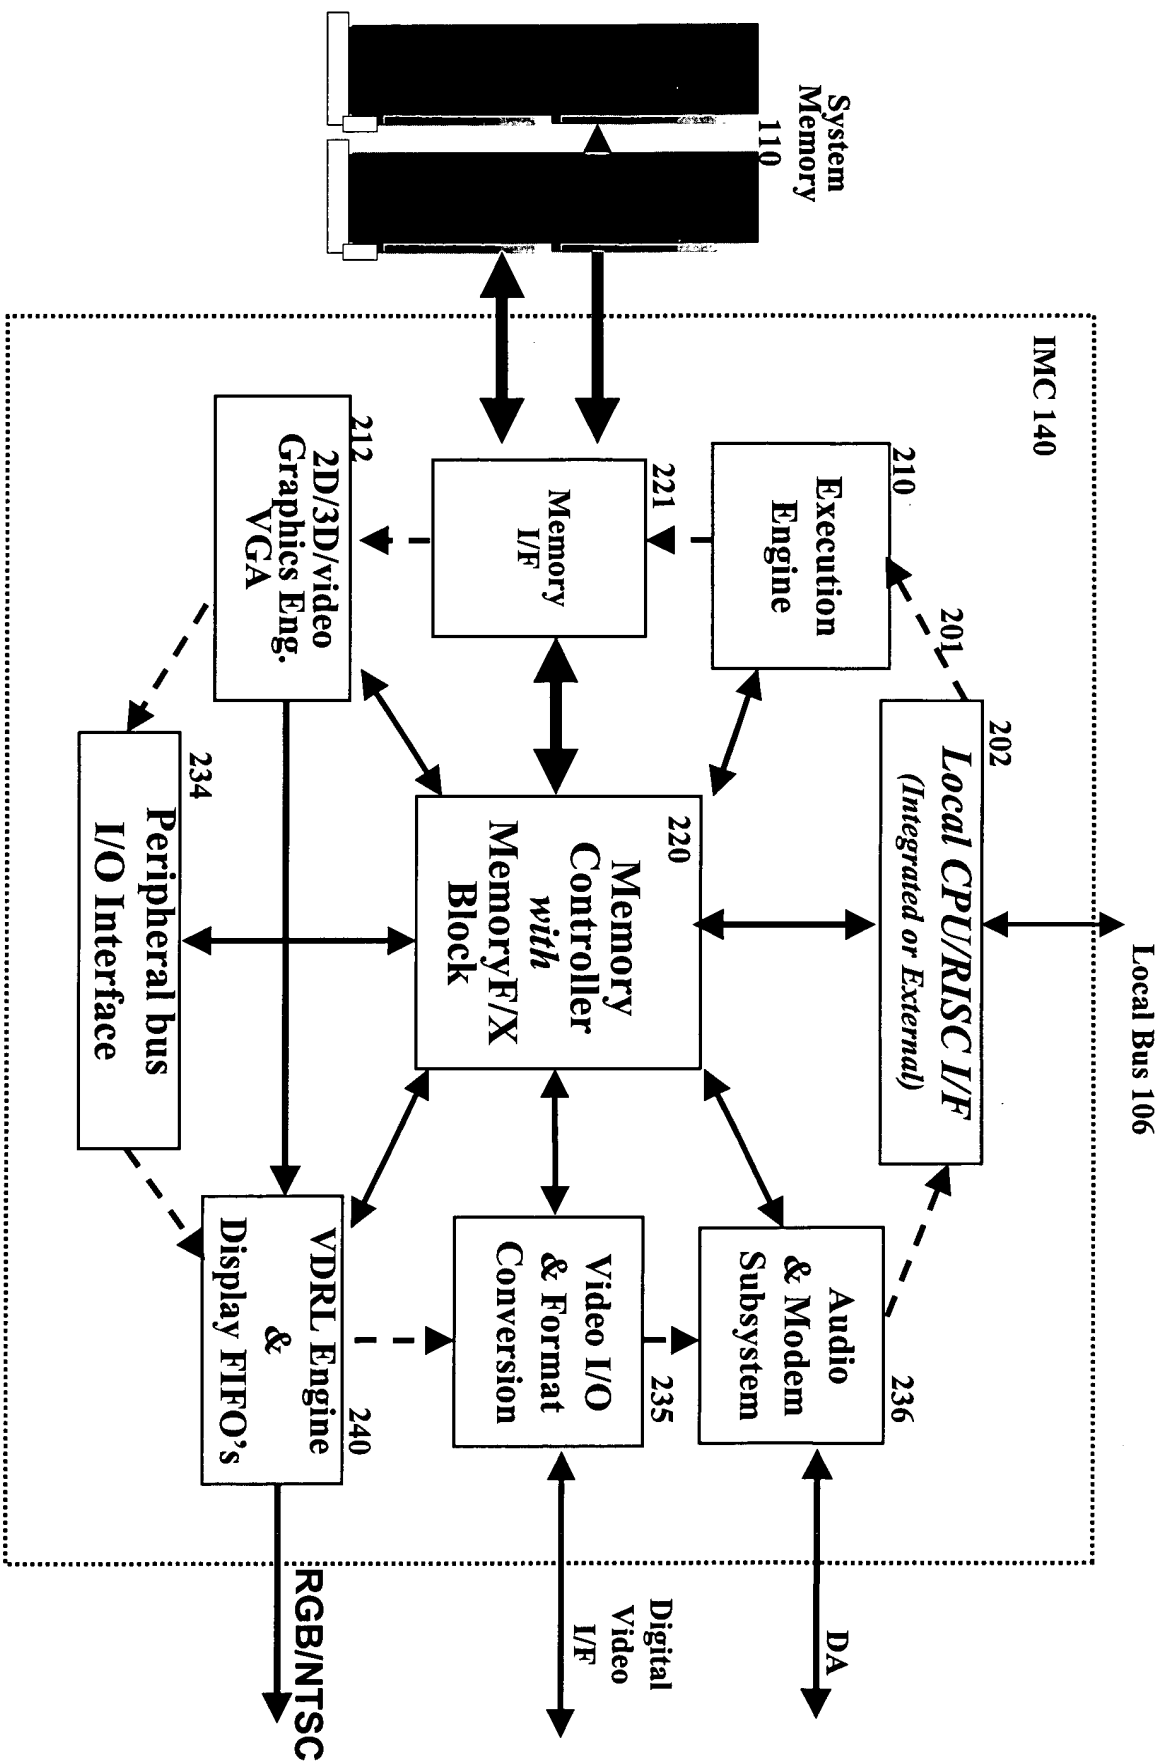 Local Bus 106
IMC 140
System
Memory
110
202
Local CPU/RISC I/F
(Integrated or External)
201
210
Execution
Engine
236
Audio
& Modem
Subsystem
DA
221
Memory
I/F
220
Memory
Controller
with
MemoryF/X
Block
Video I/O
& Format
Conversion
235
Digital
Video
I/F
212
2D/3D/video
Graphics Eng.
VGA
VDRL Engine
&
Display FIFO's
240
RGB/NTSC
234
Peripheral bus
I/O Interface